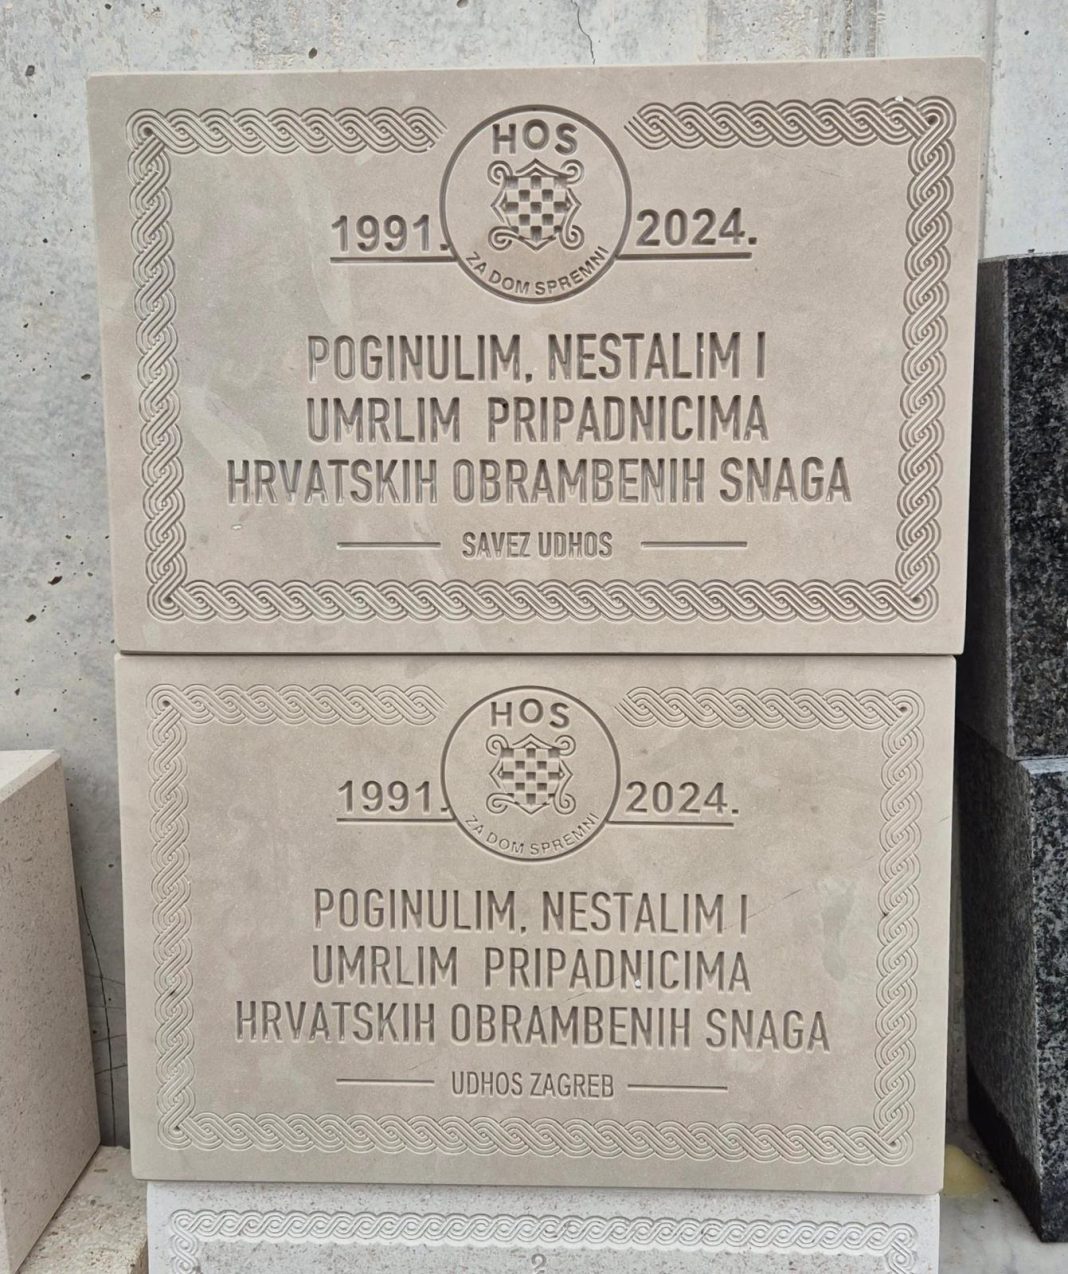 HOS
1991. 2024.
ZA DOM SPREMNI
POGINULIM, NESTALIM I
UMRLIM PRIPADNICIMA
HRVATSKIH OBRAMBENIH SNAGA
SAVEZ UDHOS
HOS
1991. 2024.
ZA DOM SPREMNI
POGINULIM, NESTALIM I
UMRLIM PRIPADNICIMA
HRVATSKIH OBRAMBENIH SNAGA
UDHOS ZAGREB